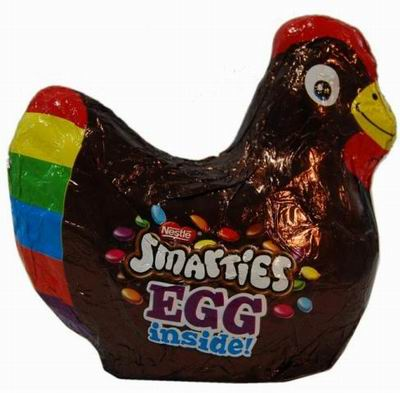 Nestlé
SMARTIES
EGG
inside!